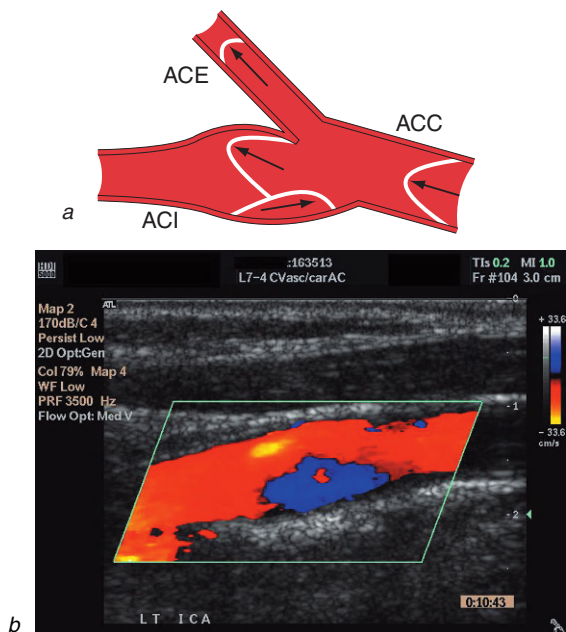 ACE
ACC
ACI
a
:163513
L7-4 CVasc/carAC
TIs 0.2 MI 1.0
Fr #104 3.0 cm
Map 2
170dB/C 4
Persist Low
2D Opt:Gen
Col 79% Map 4
WF Low
PRF 3500 Hz
Flow Opt: Med V
ATL
0
+ 33.6
- 1
- 33.6
cm/s
- 2
0:10:43
LT ICA
b